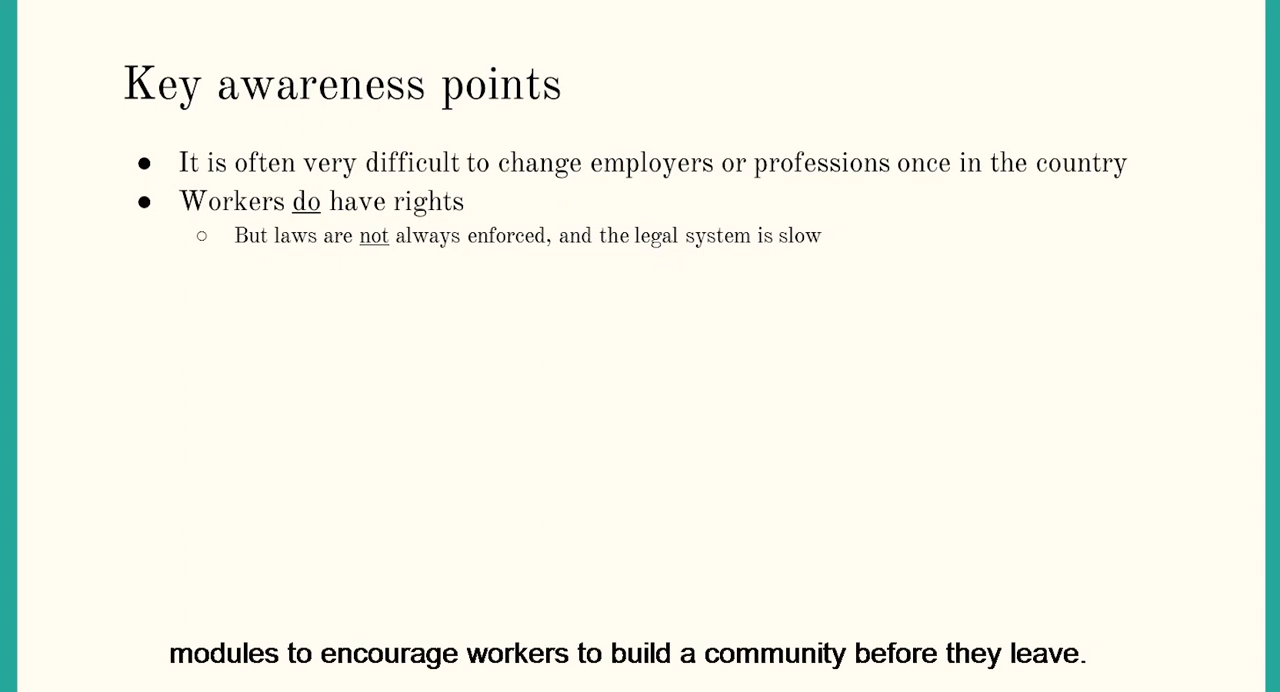 Key awareness points
● It is often very difficult to change employers or professions once in the country
● Workers do have rights
○ But laws are not always enforced, and the legal system is slow
modules to encourage workers to build a community before they leave.